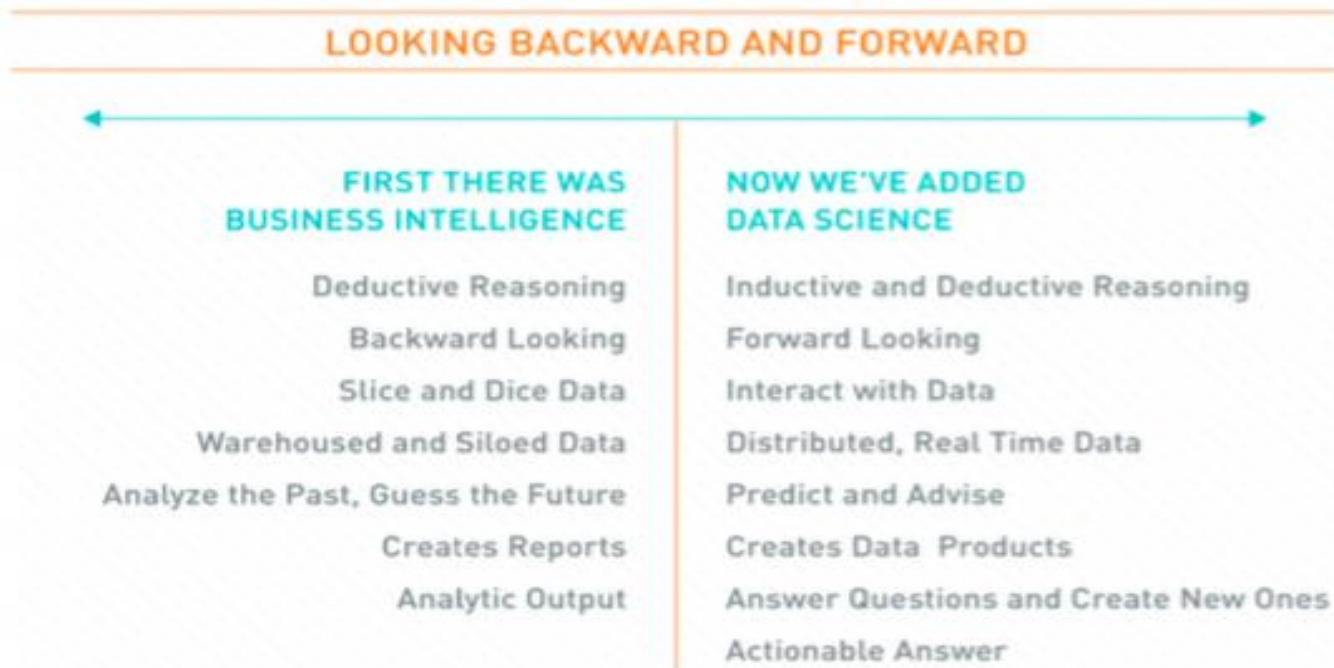 LOOKING BACKWARD AND FORWARD
FIRST THERE WAS
BUSINESS INTELLIGENCE
Deductive Reasoning
Backward Looking
Slice and Dice Data
Warehoused and Siloed Data
Analyze the Past, Guess the Future
Creates Reports
Analytic Output
NOW WE'VE ADDED
DATA SCIENCE
Inductive and Deductive Reasoning
Forward Looking
Interact with Data
Distributed, Real Time Data
Predict and Advise
Creates Data Products
Answer Questions and Create New Ones
Actionable Answer